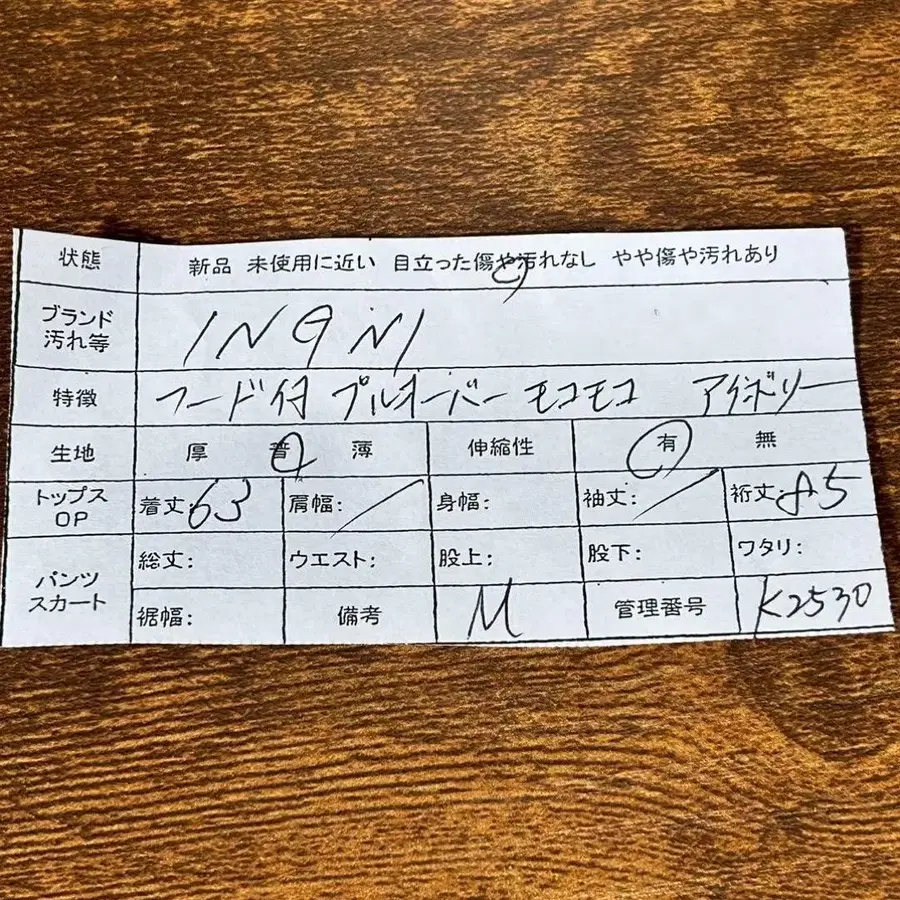 状態 新品 未使用に近い 目立った傷や汚れなし やや傷や汚れあり
ブランド
汚れ等
INGNI
特徴 フード付 プルオーバー モコモコ アイボリー
生地 厚 普 薄 伸縮性 有 無
トップス
OP
着丈:63 肩幅: 身幅: 袖丈: 裄丈:85
パンツ
スカート
総丈: ウエスト: 股上: 股下: ワタリ:
裾幅: 備考 M 管理番号 K2530